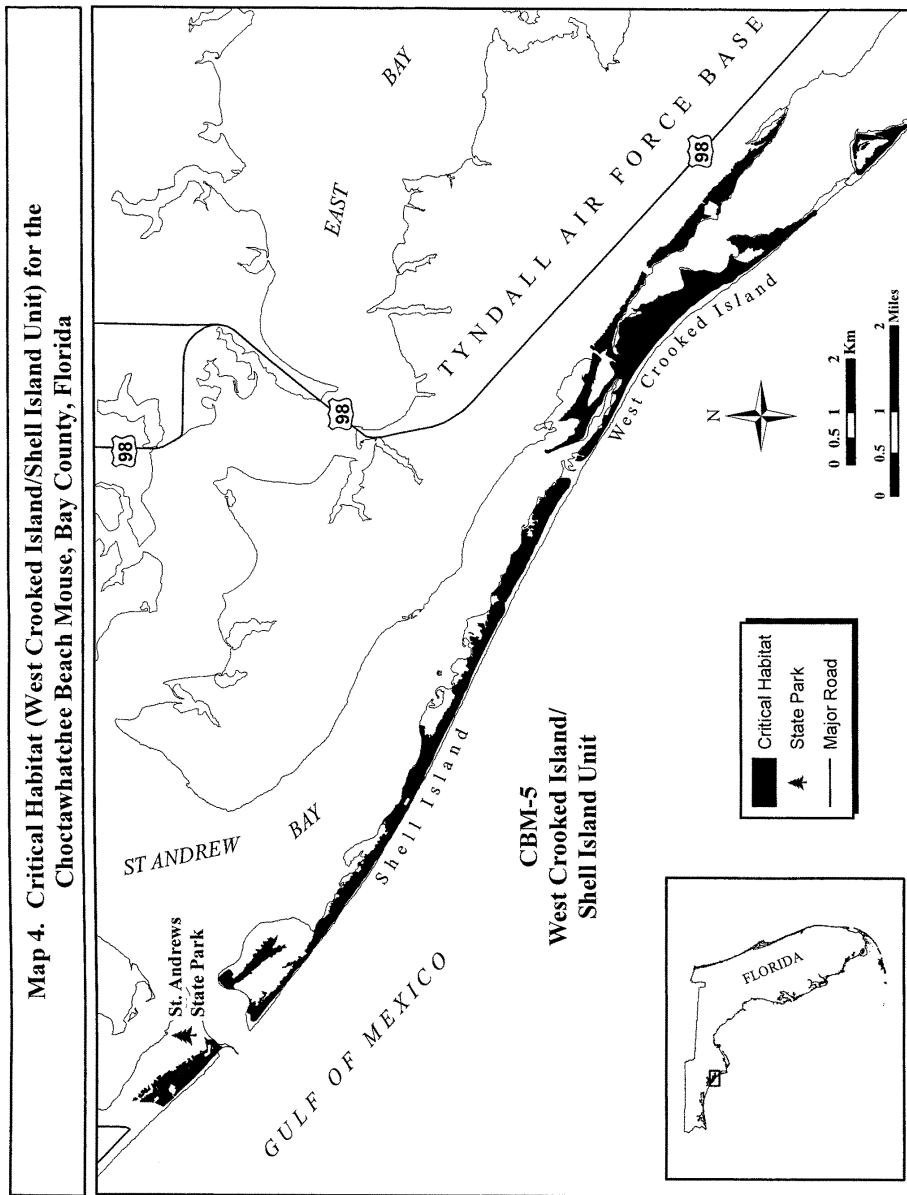 Map 4. Critical Habitat (West Crooked Island/Shell Island Unit) for the
Choctawhatchee Beach Mouse, Bay County, Florida
98
EAST
BAY
98
TYNDALL AIR FORCE BASE
98
ST ANDREW
BAY
St. Andrews
State Park
Shell Island
West Crooked Island
GULF OF MEXICO
CBM-5
West Crooked Island/
Shell Island Unit
N
0 0.5 1 2
Km
0 0.5 1 2
Miles
Critical Habitat
State Park
Major Road
FLORIDA